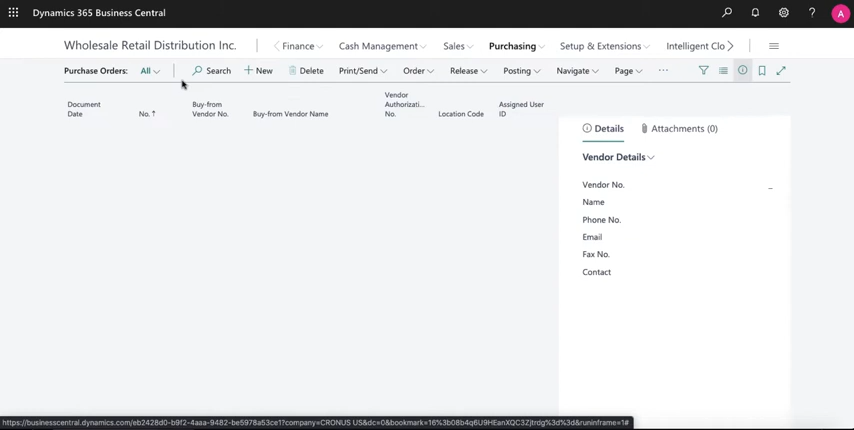 Dynamics 365 Business Central
A
Wholesale Retail Distribution Inc. Finance Cash Management Sales Purchasing Setup & Extensions Intelligent Clo
Purchase Orders: All Search New Delete Print/Send Order Release Posting Navigate Page ...
Document Date
No. ↑
Buy-from Vendor No.
Buy-from Vendor Name
Vendor Authorizati... No.
Location Code
Assigned User ID
Details Attachments (0)
Vendor Details
Vendor No. _
Name
Phone No.
Email
Fax No.
Contact